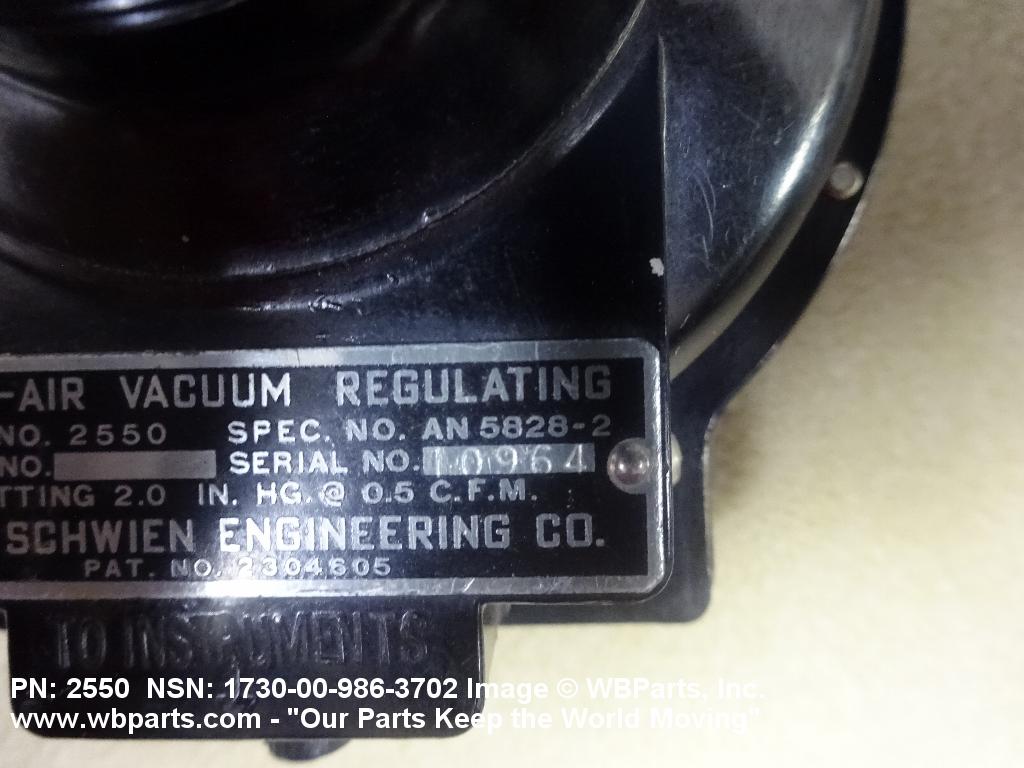 -AIR VACUUM REGULATING
NO. 2550 SPEC. NO. AN 5828-2
NO. SERIAL NO. 10964
TTING 2.0 IN. HG. @ 0.5 C.F.M.
SCHWIEN ENGINEERING CO.
PAT. NO. 2304605
TO INSTRUMENTS
PN: 2550 NSN: 1730-00-986-3702 Image © WBParts, Inc.
www.wbparts.com - "Our Parts Keep the World Moving"